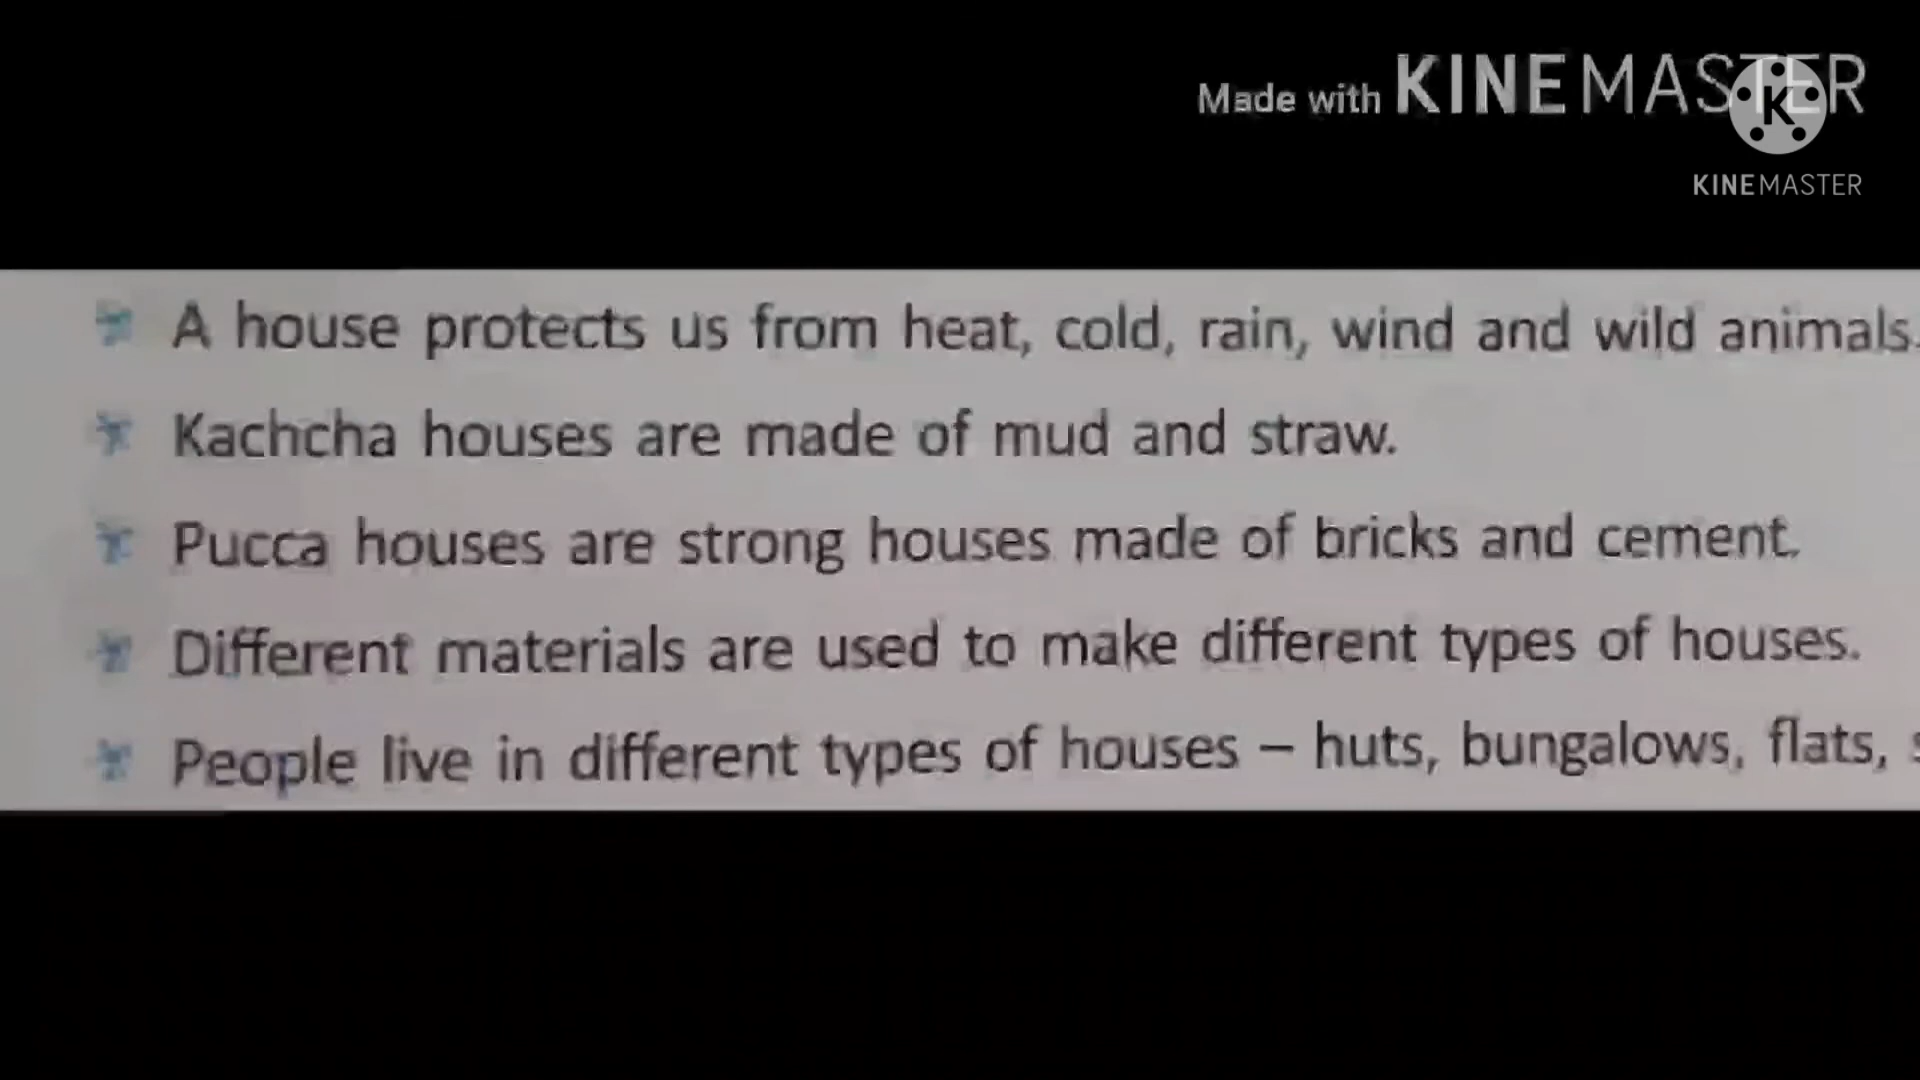 Made with KINEMASTER
KINEMASTER
A house protects us from heat, cold, rain, wind and wild animals.
Kachcha houses are made of mud and straw.
Pucca houses are strong houses made of bricks and cement.
Different materials are used to make different types of houses.
People live in different types of houses – huts, bungalows, flats,